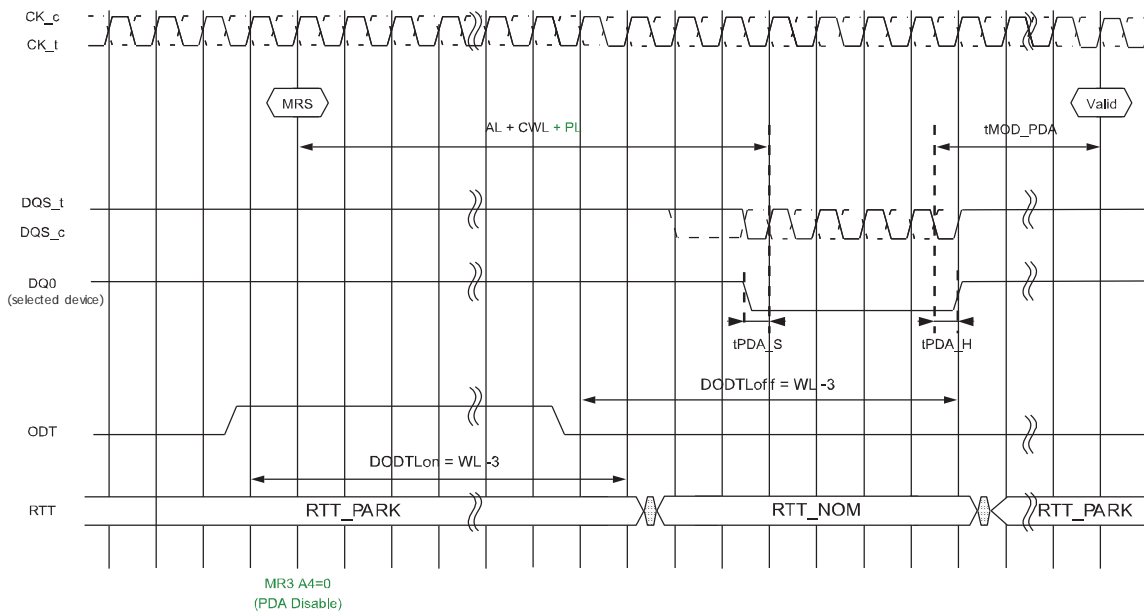 CK_c
CK_t
MRS
Valid
AL + CWL + PL
tMOD_PDA
DQS_t
DQS_c
DQ0
(selected device)
tPDA_S
tPDA_H
DODTLoff = WL -3
ODT
DODTLon = WL -3
RTT
RTT_PARK
RTT_NOM
RTT_PARK
MR3 A4=0
(PDA Disable)